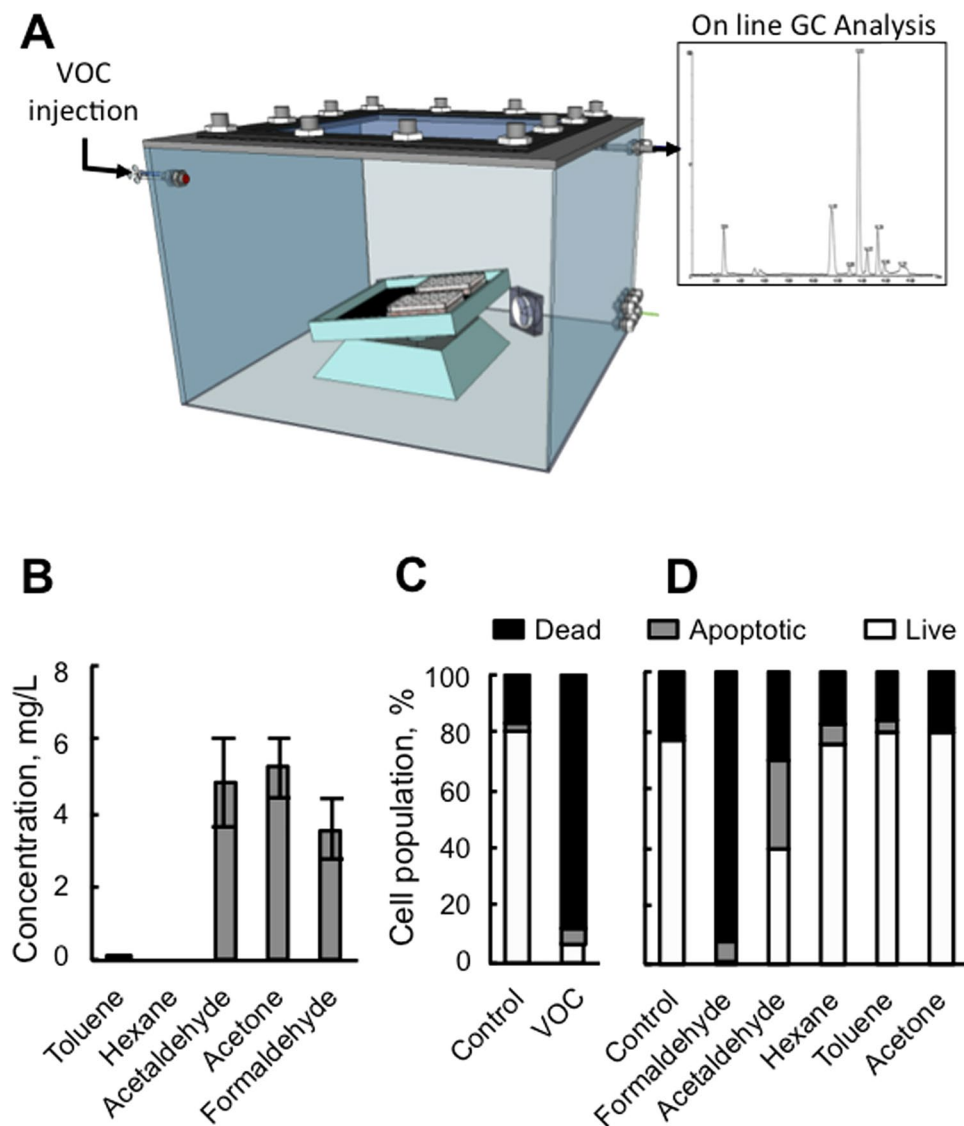 A
On line GC Analysis
VOC
injection
B
C
D
Dead
Apoptotic
Live
Concentration, mg/L
8
6
4
2
0
Toluene
Hexane
Acetaldehyde
Acetone
Formaldehyde
Cell population, %
100
80
60
40
20
0
Control
VOC
Control
Formaldehyde
Acetaldehyde
Hexane
Toluene
Acetone